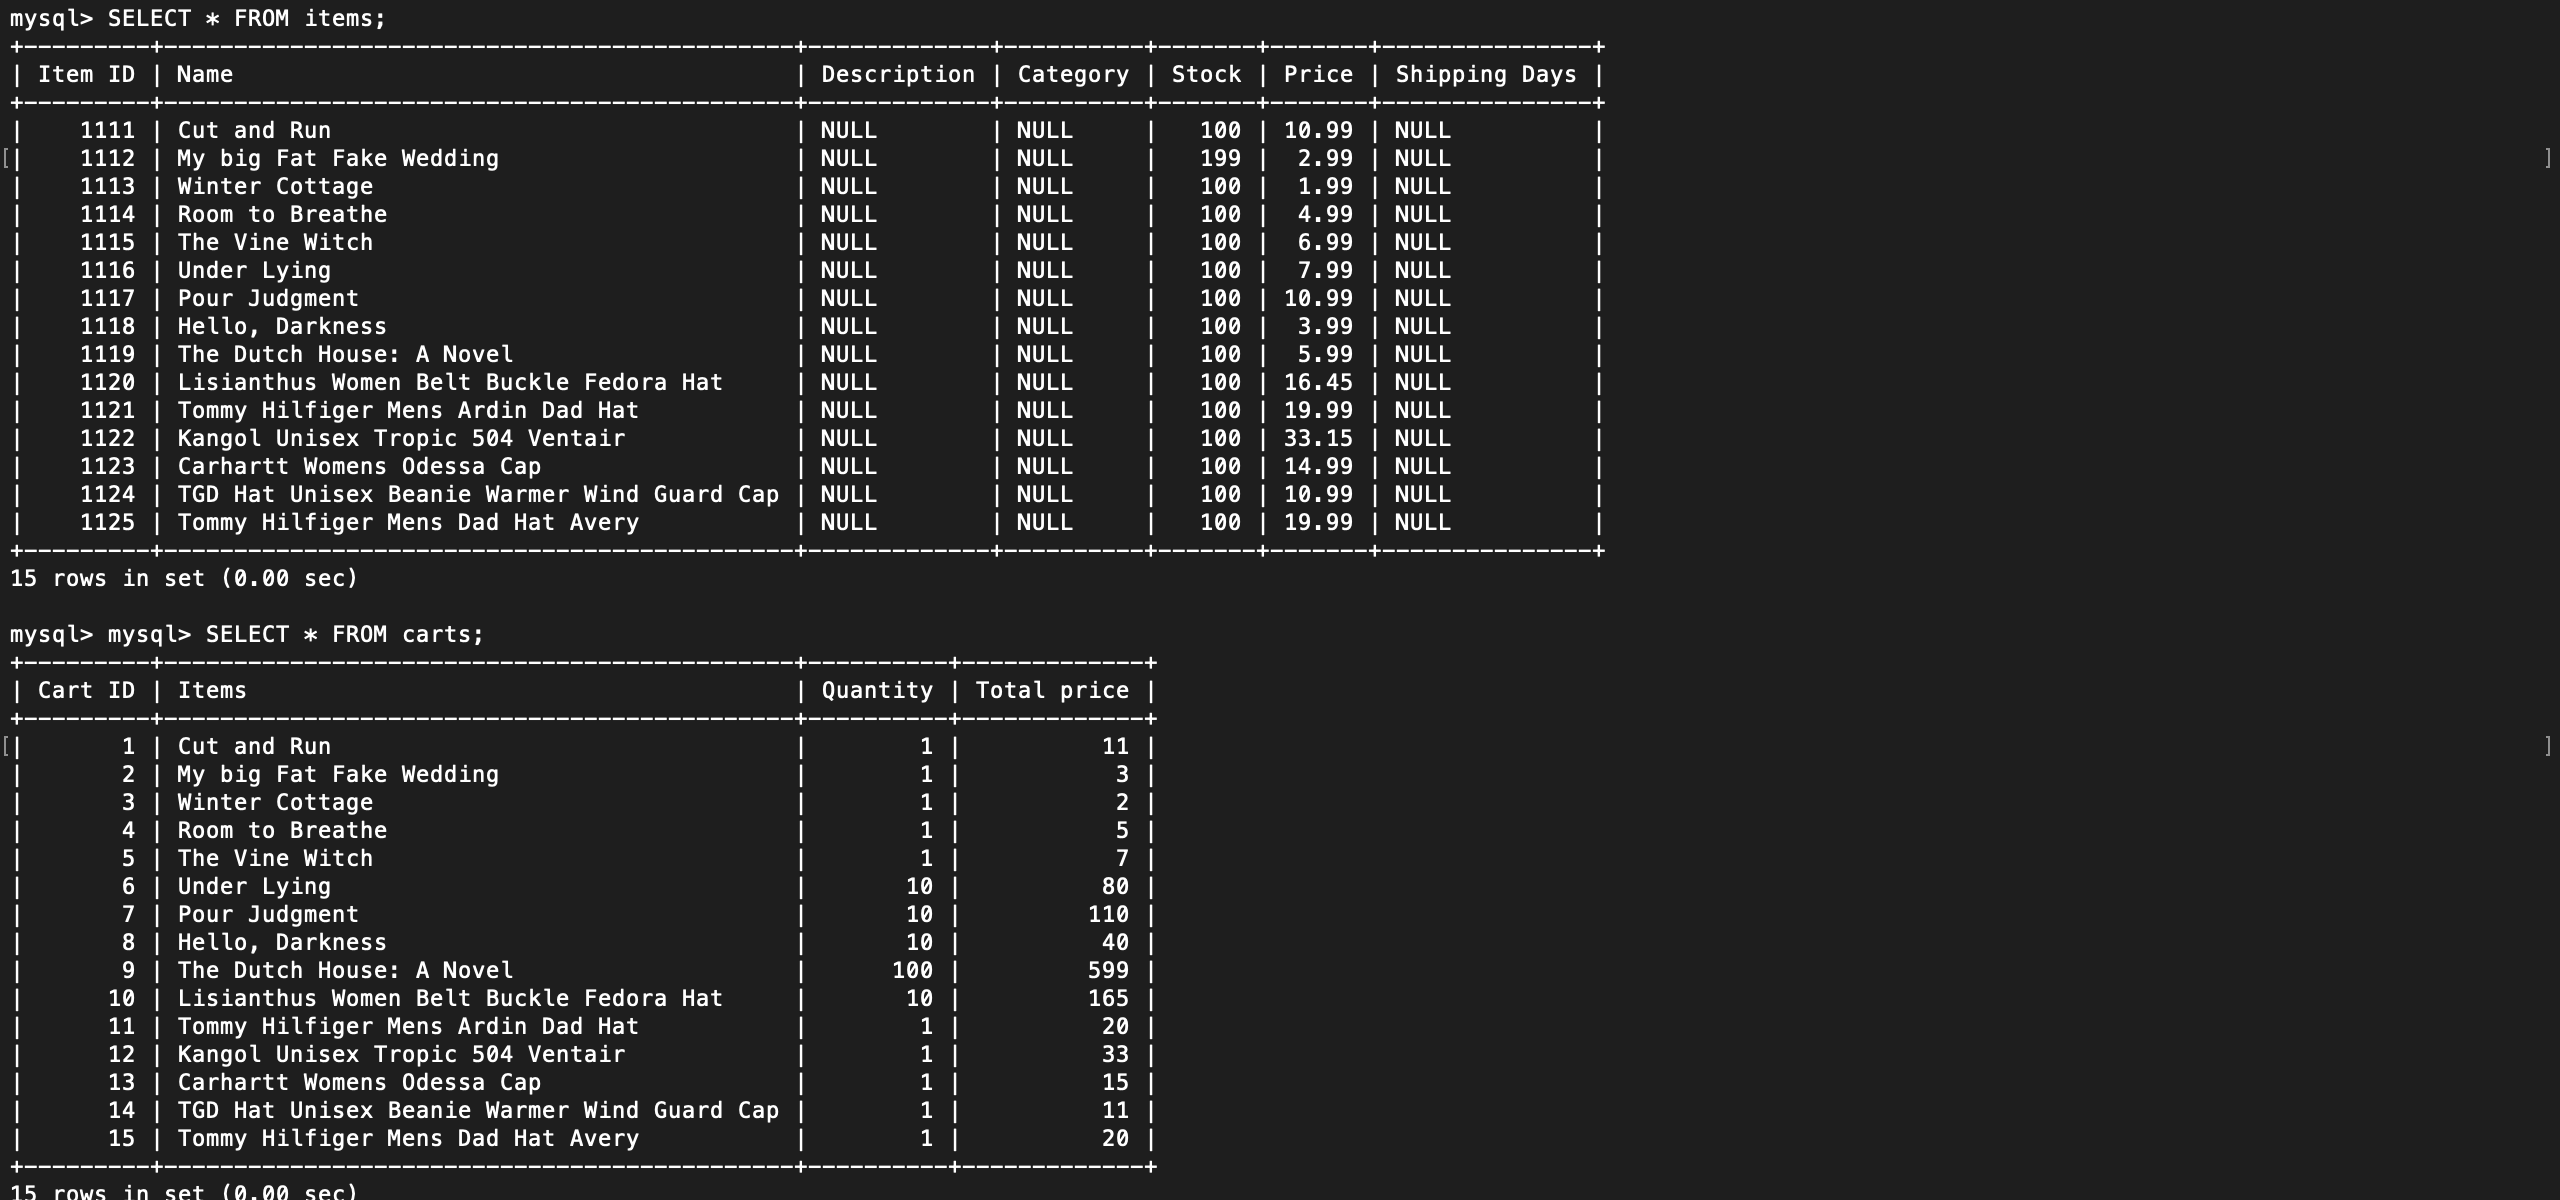 mysql> SELECT * FROM items;
+---------+---------------------------------------------+-------------+----------+-------+-------+---------------+
| Item ID | Name                                        | Description | Category | Stock | Price | Shipping Days |
+---------+---------------------------------------------+-------------+----------+-------+-------+---------------+
|    1111 | Cut and Run                                 | NULL        | NULL     |   100 | 10.99 | NULL          |
[|    1112 | My big Fat Fake Wedding                     | NULL        | NULL     |   199 |  2.99 | NULL          | ]
|    1113 | Winter Cottage                              | NULL        | NULL     |   100 |  1.99 | NULL          |
|    1114 | Room to Breathe                             | NULL        | NULL     |   100 |  4.99 | NULL          |
|    1115 | The Vine Witch                              | NULL        | NULL     |   100 |  6.99 | NULL          |
|    1116 | Under Lying                                 | NULL        | NULL     |   100 |  7.99 | NULL          |
|    1117 | Pour Judgment                               | NULL        | NULL     |   100 | 10.99 | NULL          |
|    1118 | Hello, Darkness                             | NULL        | NULL     |   100 |  3.99 | NULL          |
|    1119 | The Dutch House: A Novel                    | NULL        | NULL     |   100 |  5.99 | NULL          |
|    1120 | Lisianthus Women Belt Buckle Fedora Hat     | NULL        | NULL     |   100 | 16.45 | NULL          |
|    1121 | Tommy Hilfiger Mens Ardin Dad Hat           | NULL        | NULL     |   100 | 19.99 | NULL          |
|    1122 | Kangol Unisex Tropic 504 Ventair            | NULL        | NULL     |   100 | 33.15 | NULL          |
|    1123 | Carhartt Womens Odessa Cap                  | NULL        | NULL     |   100 | 14.99 | NULL          |
|    1124 | TGD Hat Unisex Beanie Warmer Wind Guard Cap | NULL        | NULL     |   100 | 10.99 | NULL          |
|    1125 | Tommy Hilfiger Mens Dad Hat Avery           | NULL        | NULL     |   100 | 19.99 | NULL          |
+---------+---------------------------------------------+-------------+----------+-------+-------+---------------+
15 rows in set (0.00 sec)

mysql> mysql> SELECT * FROM carts;
+---------+---------------------------------------------+----------+-------------+
| Cart ID | Items                                       | Quantity | Total price |
+---------+---------------------------------------------+----------+-------------+
[|       1 | Cut and Run                                 |        1 |          11 | ]
|       2 | My big Fat Fake Wedding                     |        1 |           3 |
|       3 | Winter Cottage                              |        1 |           2 |
|       4 | Room to Breathe                             |        1 |           5 |
|       5 | The Vine Witch                              |        1 |           7 |
|       6 | Under Lying                                 |       10 |          80 |
|       7 | Pour Judgment                               |       10 |         110 |
|       8 | Hello, Darkness                             |       10 |          40 |
|       9 | The Dutch House: A Novel                    |      100 |         599 |
|      10 | Lisianthus Women Belt Buckle Fedora Hat     |       10 |         165 |
|      11 | Tommy Hilfiger Mens Ardin Dad Hat           |        1 |          20 |
|      12 | Kangol Unisex Tropic 504 Ventair            |        1 |          33 |
|      13 | Carhartt Womens Odessa Cap                  |        1 |          15 |
|      14 | TGD Hat Unisex Beanie Warmer Wind Guard Cap |        1 |          11 |
|      15 | Tommy Hilfiger Mens Dad Hat Avery           |        1 |          20 |
+---------+---------------------------------------------+----------+-------------+
15 rows in set (0.00 sec)